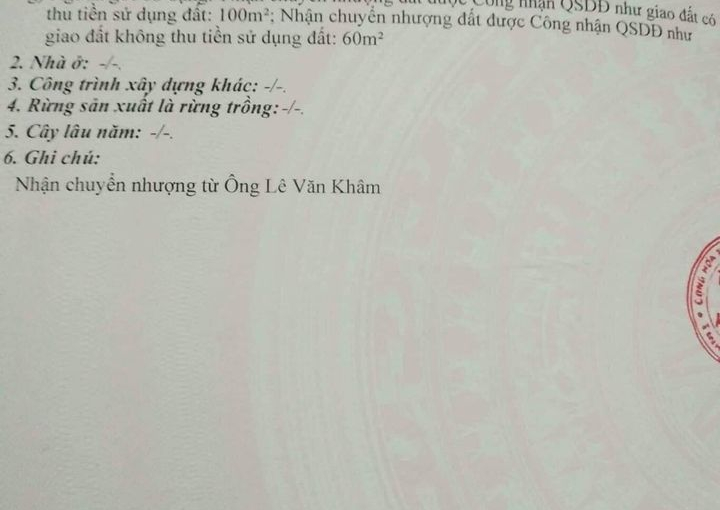 Công nhận QSDĐ như giao đất có
thu tiền sử dụng đất: 100m²; Nhận chuyển nhượng đất được Công nhận QSDĐ như
giao đất không thu tiền sử dụng đất: 60m²
2. Nhà ở: -/-.
3. Công trình xây dựng khác: -/-.
4. Rừng sản xuất là rừng trồng: -/-.
5. Cây lâu năm: -/-.
6. Ghi chú:
Nhận chuyển nhượng từ Ông Lê Văn Khâm
CỘNG HÒA